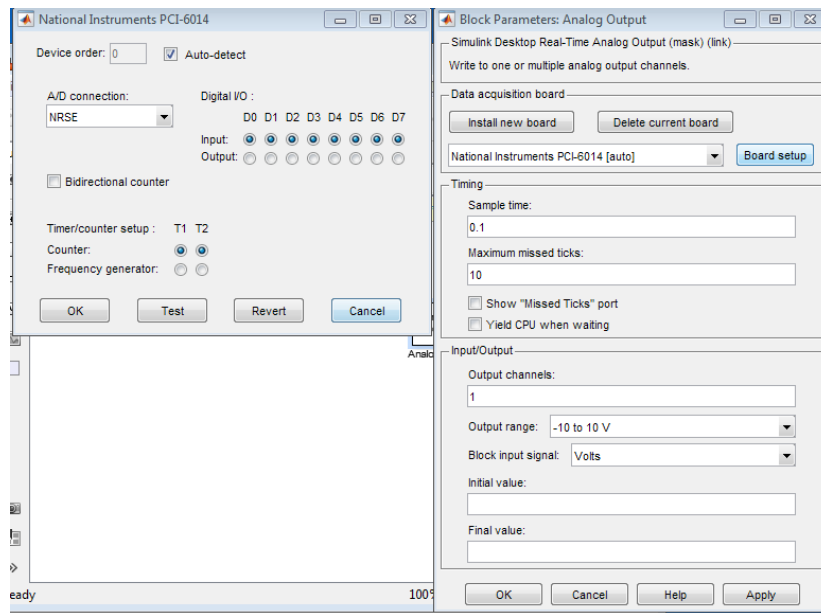 National Instruments PCI-6014
Device order: 0 Auto-detect
A/D connection: Digital I/O :
NRSE
D0 D1 D2 D3 D4 D5 D6 D7
Input:
Output:
Bidirectional counter
Timer/counter setup : T1 T2
Counter:
Frequency generator:
OK Test Revert Cancel
Analo
eady
100%
Block Parameters: Analog Output
Simulink Desktop Real-Time Analog Output (mask) (link)
Write to one or multiple analog output channels.
Data acquisition board
Install new board Delete current board
National Instruments PCI-6014 [auto] Board setup
Timing
Sample time:
0.1
Maximum missed ticks:
10
Show "Missed Ticks" port
Yield CPU when waiting
Input/Output
Output channels:
1
Output range: -10 to 10 V
Block input signal: Volts
Initial value:
Final value:
OK Cancel Help Apply